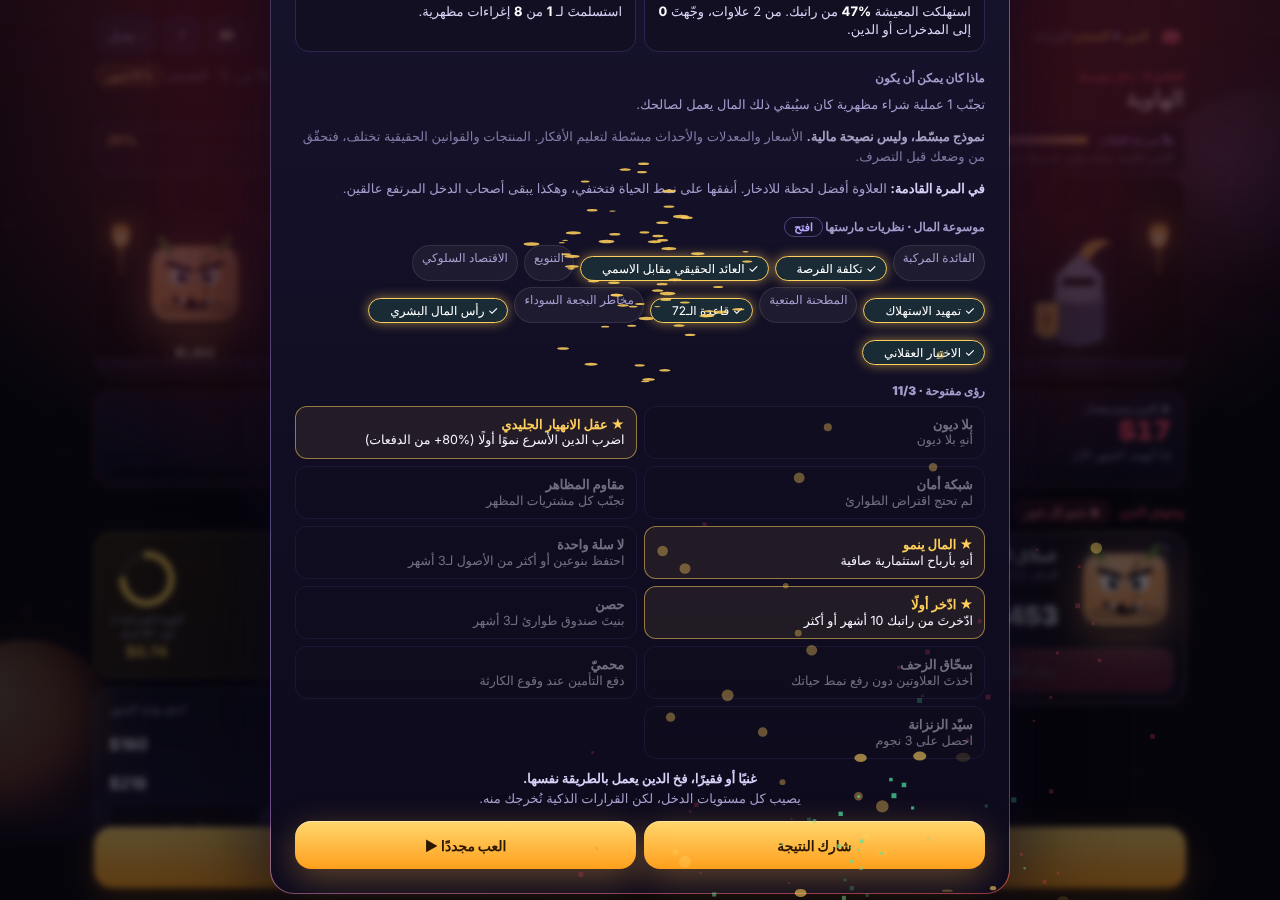 استهلكت المعيشة 47% من راتبك. من 2 علاوات، وجّهتَ 0
إلى المدخرات أو الدين.
استسلمتَ لـ 1 من 8 إغراءات مظهرية.
ماذا كان يمكن أن يكون
تجنّب 1 عملية شراء مظهرية كان سيُبقي ذلك المال يعمل لصالحك.
نموذج مبسّط، وليس نصيحة مالية. الأسعار والمعدلات والأحداث مبسّطة لتعليم الأفكار. المنتجات والقوانين الحقيقية تختلف، فتحقّق
من وضعك قبل التصرف.
في المرة القادمة: العلاوة أفضل لحظة للادخار. أنفقها على نمط الحياة فتختفي، وهكذا يبقى أصحاب الدخل المرتفع عالقين.
موسوعة المال · نظريات مارستها افتح
الفائدة المركبة
✓ تكلفة الفرصة
✓ العائد الحقيقي مقابل الاسمي
التنويع
الاقتصاد السلوكي
✓ تمهيد الاستهلاك
المطحنة المتعية
✓ قاعدة الـ72
مخاطر البجعة السوداء
✓ رأس المال البشري
✓ الاختيار العقلاني
رؤى مفتوحة · 11/3
بلا ديون
أنهِ بلا ديون
★ عقل الانهيار الجليدي
اضرب الدين الأسرع نموًا أولًا (80%+ من الدفعات)
شبكة أمان
لم تحتج اقتراض الطوارئ
مقاوم المظاهر
تجنّب كل مشتريات المظهر
★ المال ينمو
أنهِ بأرباح استثمارية صافية
لا سلة واحدة
احتفظ بنوعين أو أكثر من الأصول لـ3 أشهر
★ ادّخر أولًا
ادّخرتَ من راتبك 10 أشهر أو أكثر
حصن
بنيتَ صندوق طوارئ لـ3 أشهر
سحّاق الزحف
أخذتَ العلاوتين دون رفع نمط حياتك
محميّ
دفع التأمين عند وقوع الكارثة
سيّد الزنزانة
احصل على 3 نجوم
غنيًا أو فقيرًا، فخ الدين يعمل بالطريقة نفسها.
يصيب كل مستويات الدخل، لكن القرارات الذكية تُخرجك منه.
شارك النتيجة
العب مجددًا ▶
الهاوية
$17
$160
$216